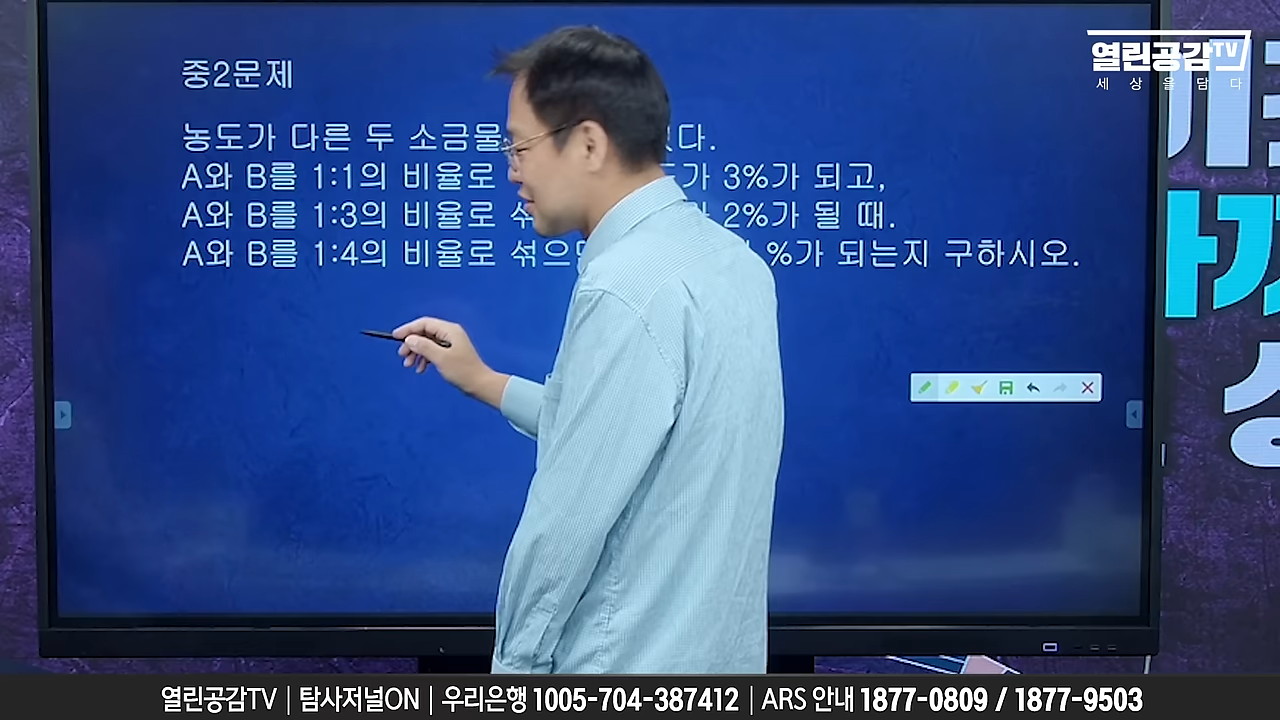 열린공감TV
세상을담다
중2문제
농도가 다른 두 소금물 다.
A와 B를 1:1의 비율로 가 3%가 되고,
A와 B를 1:3의 비율로 2%가 될 때.
A와 B를 1:4의 비율로 섞으 %가 되는지 구하시오.
열린공감TV | 탐사저널ON | 우리은행 1005-704-387412 | ARS 안내 1877-0809 / 1877-9503